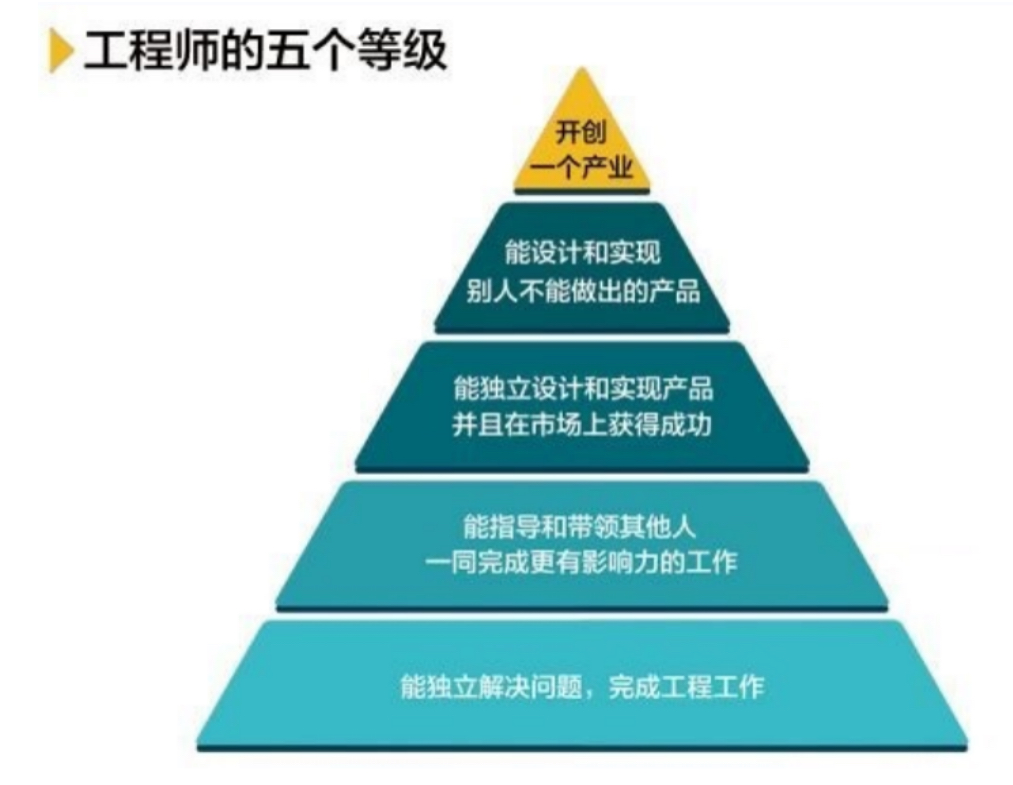 工程师的五个等级
开创
一个产业
能设计和实现
别人不能做出的产品
能独立设计和实现产品
并且在市场上获得成功
能指导和带领其他人
一同完成更有影响力的工作
能独立解决问题，完成工程工作